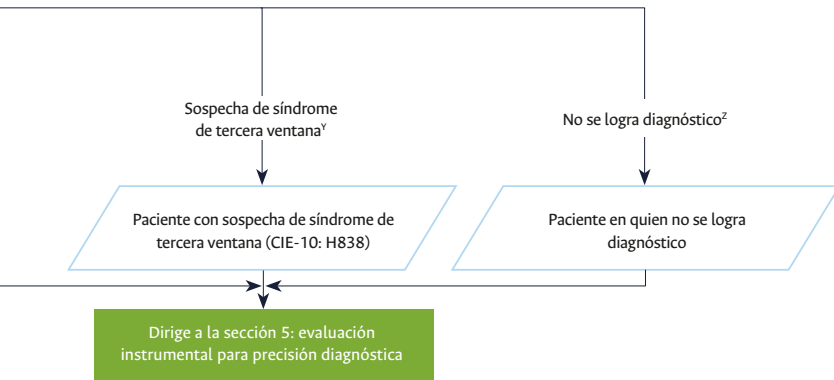 Sospecha de síndrome
de tercera ventanaʸ
No se logra diagnósticoᶻ
Paciente con sospecha de síndrome de
tercera ventana (CIE-10: H838)
Paciente en quien no se logra
diagnóstico
Dirige a la sección 5: evaluación
instrumental para precisión diagnóstica